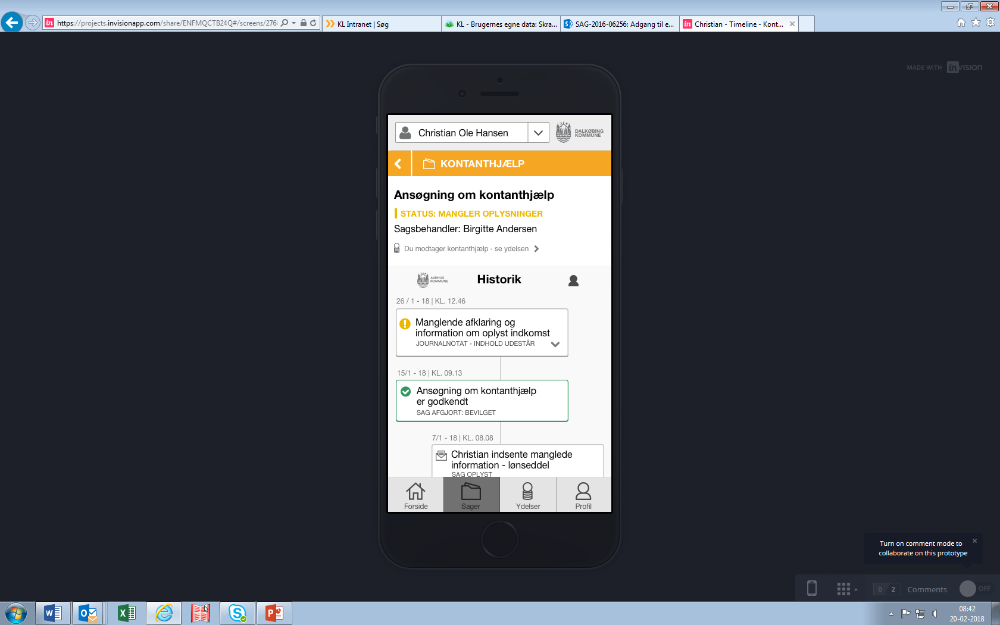 https://projects.invisionapp.com/share/ENFMQCTB24Q#/screens/276
KL Intranet | Søg
KL - Brugernes egne data: Skra...
SAG-2016-06256: Adgang til e...
Christian - Timeline - Kont...
MADE WITH invision
Christian Ole Hansen
DALKØBING
KOMMUNE
KONTANTHJÆLP
Ansøgning om kontanthjælp
STATUS: MANGLER OPLYSNINGER
Sagsbehandler: Birgitte Andersen
Du modtager kontanthjælp - se ydelsen
AARHUS
KOMMUNE
Historik
26 / 1 - 18 | KL. 12.46
Manglende afklaring og
information om oplyst indkomst
JOURNALNOTAT - INDHOLD UDESTÅR
15/1 - 18 | KL. 09.13
Ansøgning om kontanthjælp
er godkendt
SAG AFGJORT: BEVILGET
7/1 - 18 | KL. 08.08
Christian indsente manglede
information - lønseddel
SAG OPLYST
Forside
Sager
Ydelser
Profil
Turn on comment mode to
collaborate on this prototype
0 2 Comments OFF
08:42
20-02-2018